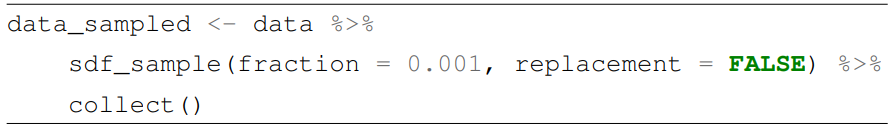 data_sampled <- data %>%
    sdf_sample(fraction = 0.001, replacement = FALSE) %>%
    collect()